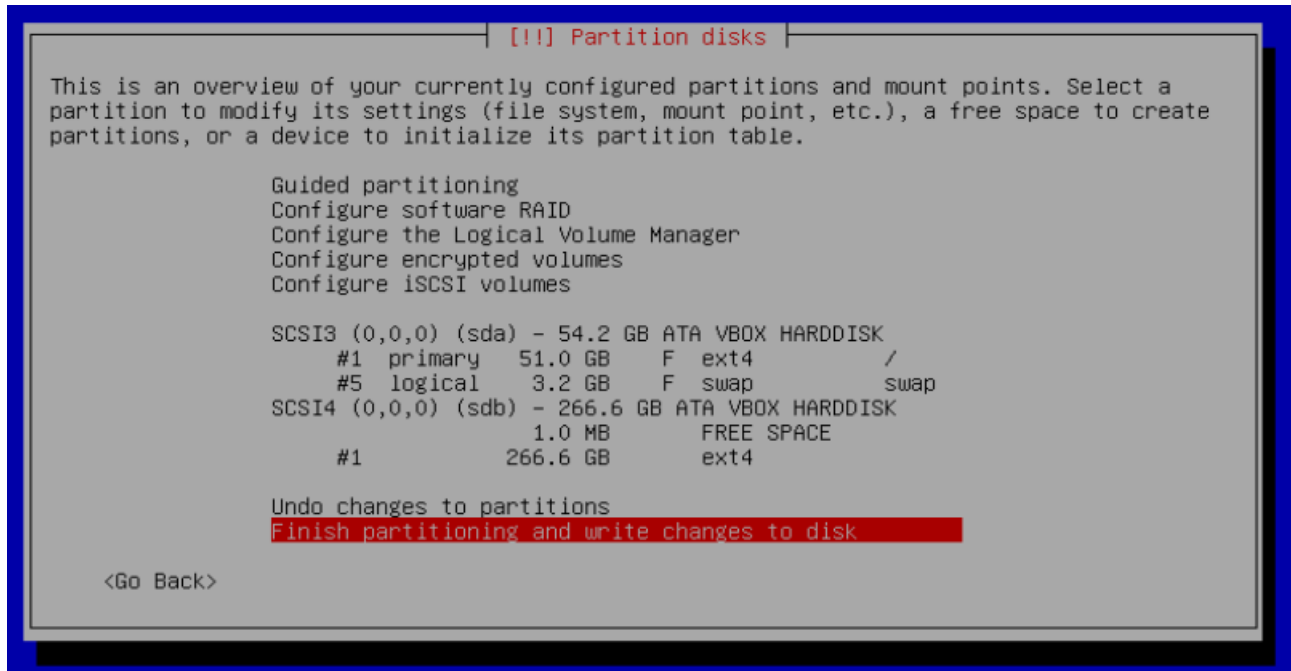 [!!] Partition disks
This is an overview of your currently configured partitions and mount points. Select a
partition to modify its settings (file system, mount point, etc.), a free space to create
partitions, or a device to initialize its partition table.
Guided partitioning
Configure software RAID
Configure the Logical Volume Manager
Configure encrypted volumes
Configure iSCSI volumes
SCSI3 (0,0,0) (sda) - 54.2 GB ATA VBOX HARDDISK
#1 primary 51.0 GB F ext4 /
#5 logical 3.2 GB F swap swap
SCSI4 (0,0,0) (sdb) - 266.6 GB ATA VBOX HARDDISK
1.0 MB FREE SPACE
#1 266.6 GB ext4
Undo changes to partitions
Finish partitioning and write changes to disk
<Go Back>